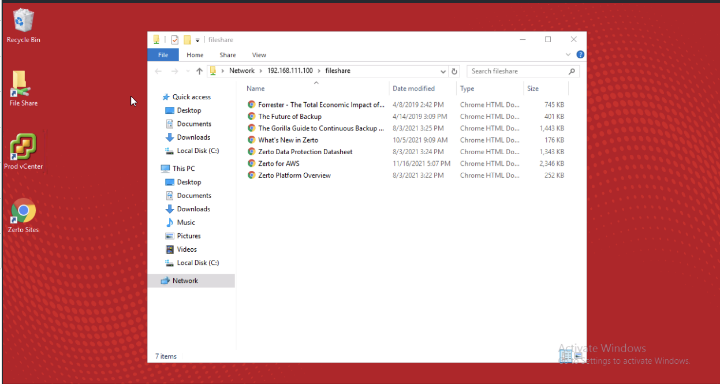 Recycle Bin
File Share
Prod vCenter
Zerto Sites
fileshare
File Home Share View
Network > 192.168.111.100 > fileshare
Search fileshare
Name Date modified Type Size
Quick access
Desktop
Documents
Downloads
Local Disk (C:)
This PC
Desktop
Documents
Downloads
Music
Pictures
Videos
Local Disk (C:)
Network
Forrester - The Total Economic Impact of... 4/8/2019 2:42 PM Chrome HTML Do... 745 KB
The Future of Backup 4/14/2019 3:09 PM Chrome HTML Do... 401 KB
The Gorilla Guide to Continuous Backup ... 8/3/2021 3:25 PM Chrome HTML Do... 1,443 KB
What's New in Zerto 10/5/2021 9:09 AM Chrome HTML Do... 176 KB
Zerto Data Protection Datasheet 8/3/2021 3:24 PM Chrome HTML Do... 1,343 KB
Zerto for AWS 11/16/2021 5:07 PM Chrome HTML Do... 2,346 KB
Zerto Platform Overview 8/3/2021 3:22 PM Chrome HTML Do... 252 KB
7 items
Activate Windows
Settings to activate Windows.